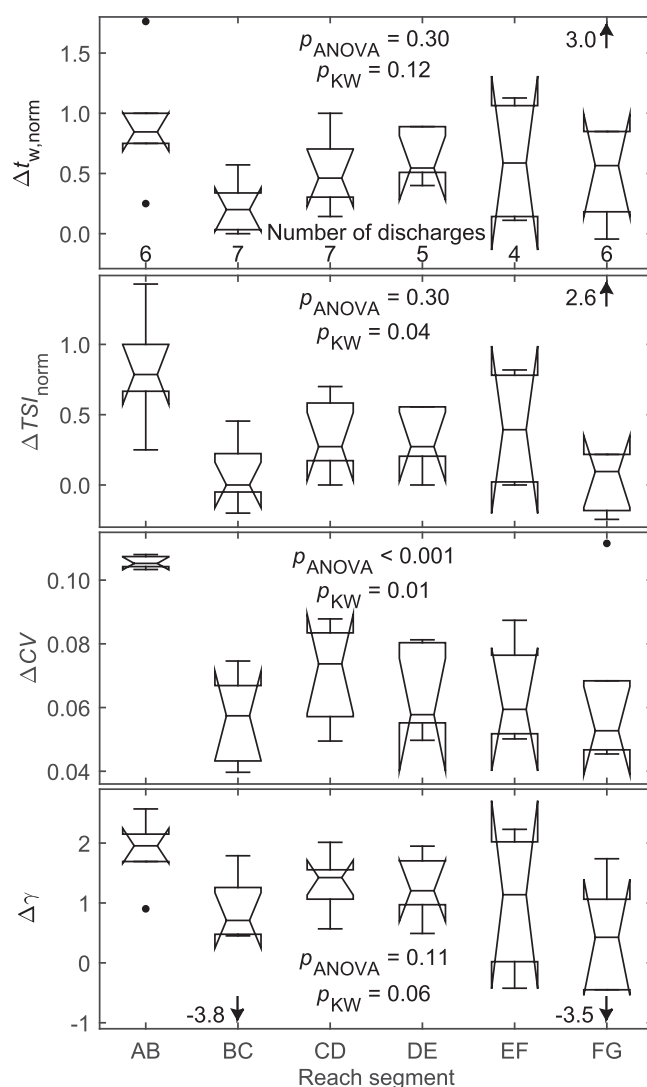 1.5
1.0
0.5
0.0
Δt_w,norm
p_ANOVA = 0.30
p_KW = 0.12
3.0
Number of discharges
6 7 7 5 4 6
1.0
0.5
0.0
ΔTSI_norm
p_ANOVA = 0.30
p_KW = 0.04
2.6
0.10
0.08
0.06
0.04
ΔCV
p_ANOVA < 0.001
p_KW = 0.01
2
1
0
-1
Δγ
p_ANOVA = 0.11
p_KW = 0.06
-3.8
-3.5
AB BC CD DE EF FG
Reach segment